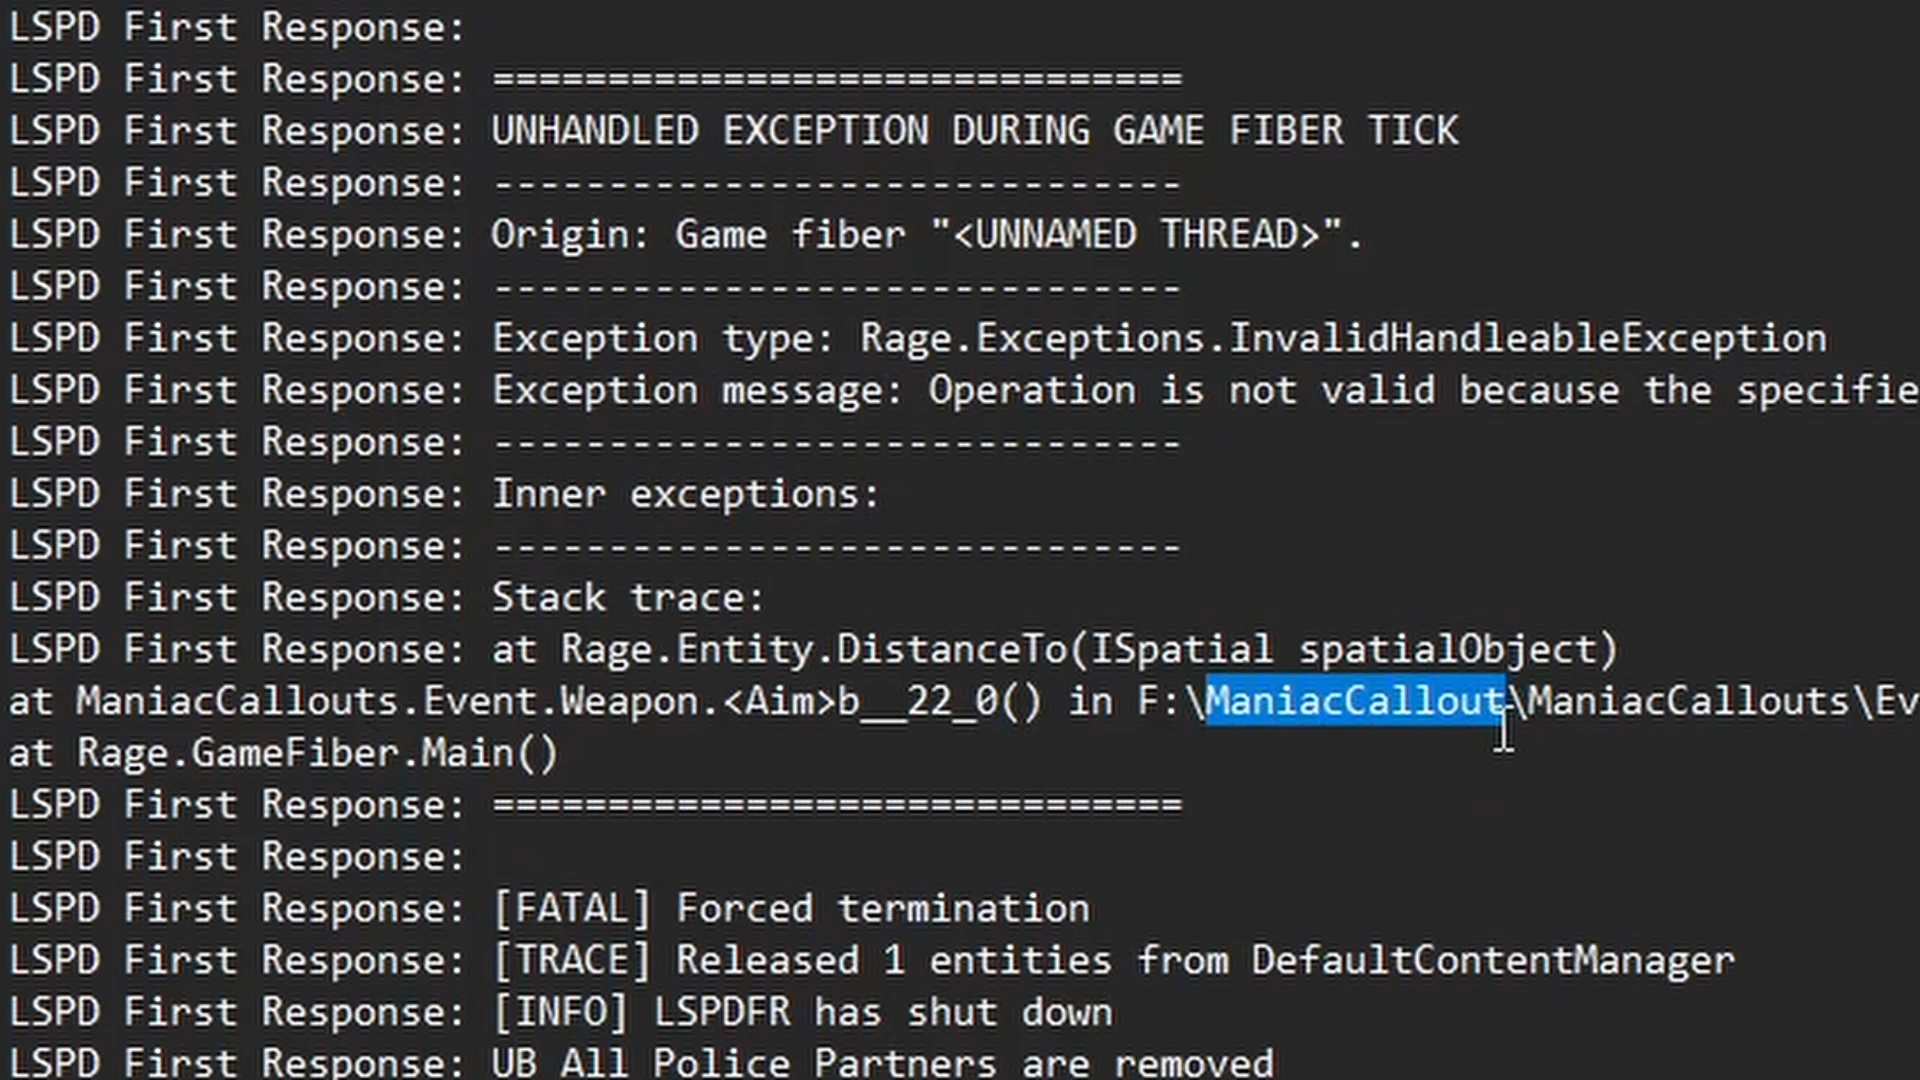 LSPD First Response:
LSPD First Response: ==============================
LSPD First Response: UNHANDLED EXCEPTION DURING GAME FIBER TICK
LSPD First Response: ------------------------------
LSPD First Response: Origin: Game fiber "<UNNAMED THREAD>".
LSPD First Response: ------------------------------
LSPD First Response: Exception type: Rage.Exceptions.InvalidHandleableException
LSPD First Response: Exception message: Operation is not valid because the specifie
LSPD First Response: ------------------------------
LSPD First Response: Inner exceptions:
LSPD First Response: ------------------------------
LSPD First Response: Stack trace:
LSPD First Response: at Rage.Entity.DistanceTo(ISpatial spatialObject)
at ManiacCallouts.Event.Weapon.<Aim>b__22_0() in F:\ManiacCallout\ManiacCallouts\Ev
at Rage.GameFiber.Main()
LSPD First Response: ==============================
LSPD First Response:
LSPD First Response: [FATAL] Forced termination
LSPD First Response: [TRACE] Released 1 entities from DefaultContentManager
LSPD First Response: [INFO] LSPDFR has shut down
LSPD First Response: UB All Police Partners are removed